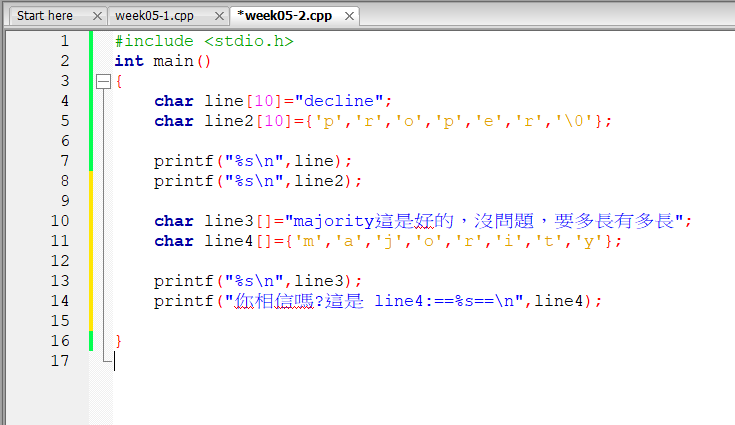 Start here week05-1.cpp *week05-2.cpp
1 #include <stdio.h>
2 int main()
3 {
4 char line[10]="decline";
5 char line2[10]={'p','r','o','p','e','r','\0'};
6
7 printf("%s\n",line);
8 printf("%s\n",line2);
9
10 char line3[]="majority這是好的，沒問題，要多長有多長";
11 char line4[]={'m','a','j','o','r','i','t','y'};
12
13 printf("%s\n",line3);
14 printf("你相信嗎?這是 line4:==%s==\n",line4);
15
16 }
17